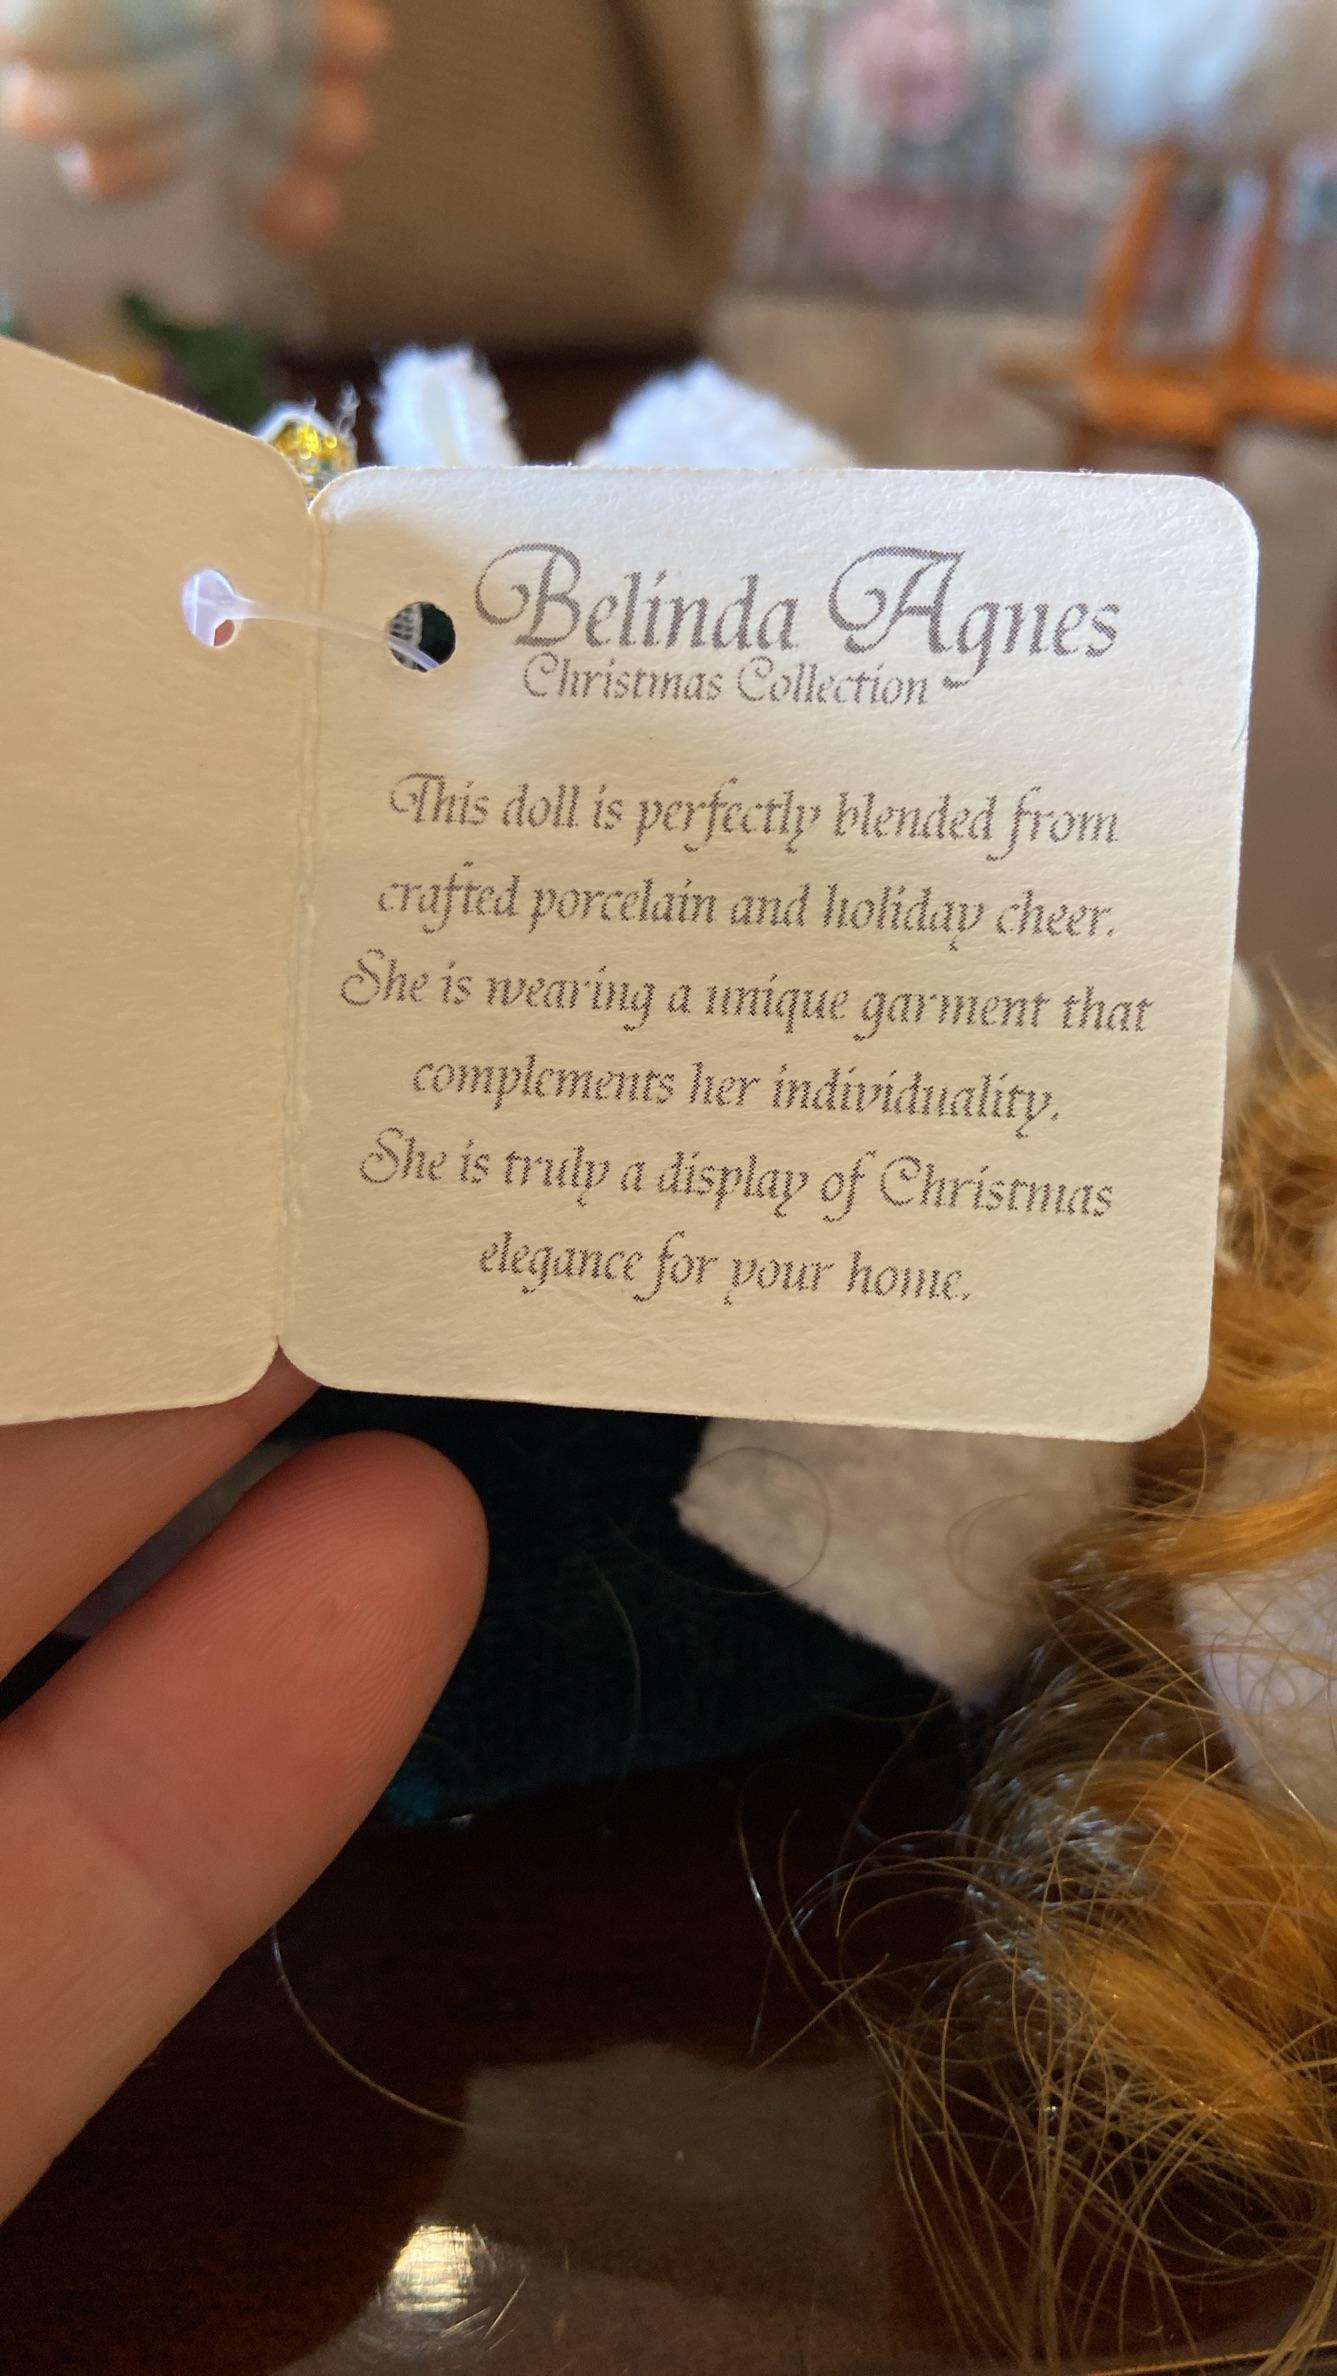 Belinda Agnes
Christmas Collection
This doll is perfectly blended from
crafted porcelain and holiday cheer.
She is wearing a unique garment that
complements her individuality.
She is truly a display of Christmas
elegance for your home.